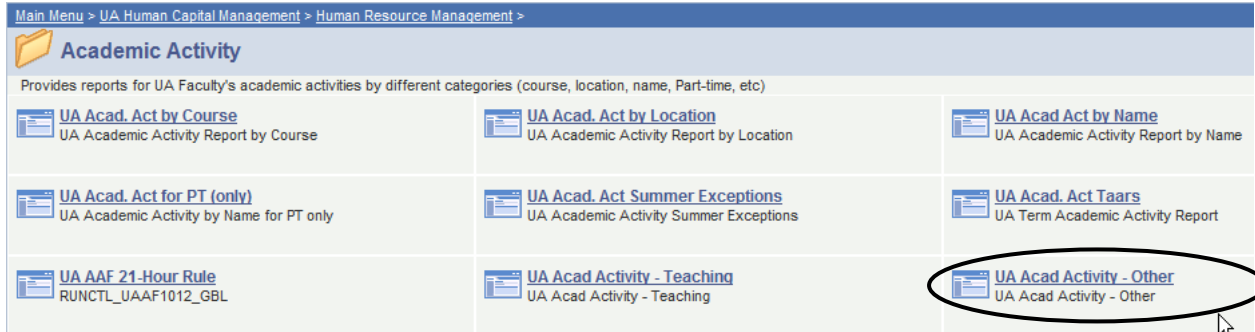 Main Menu > UA Human Capital Management > Human Resource Management >
Academic Activity
Provides reports for UA Faculty's academic activities by different categories (course, location, name, Part-time, etc)
UA Acad. Act by Course
UA Academic Activity Report by Course
UA Acad. Act by Location
UA Academic Activity Report by Location
UA Acad Act by Name
UA Academic Activity Report by Name
UA Acad. Act for PT (only)
UA Academic Activity by Name for PT only
UA Acad. Act Summer Exceptions
UA Academic Activity Summer Exceptions
UA Acad. Act Taars
UA Term Academic Activity Report
UA AAF 21-Hour Rule
RUNCTL_UAAF1012_GBL
UA Acad Activity - Teaching
UA Acad Activity - Teaching
UA Acad Activity - Other
UA Acad Activity - Other